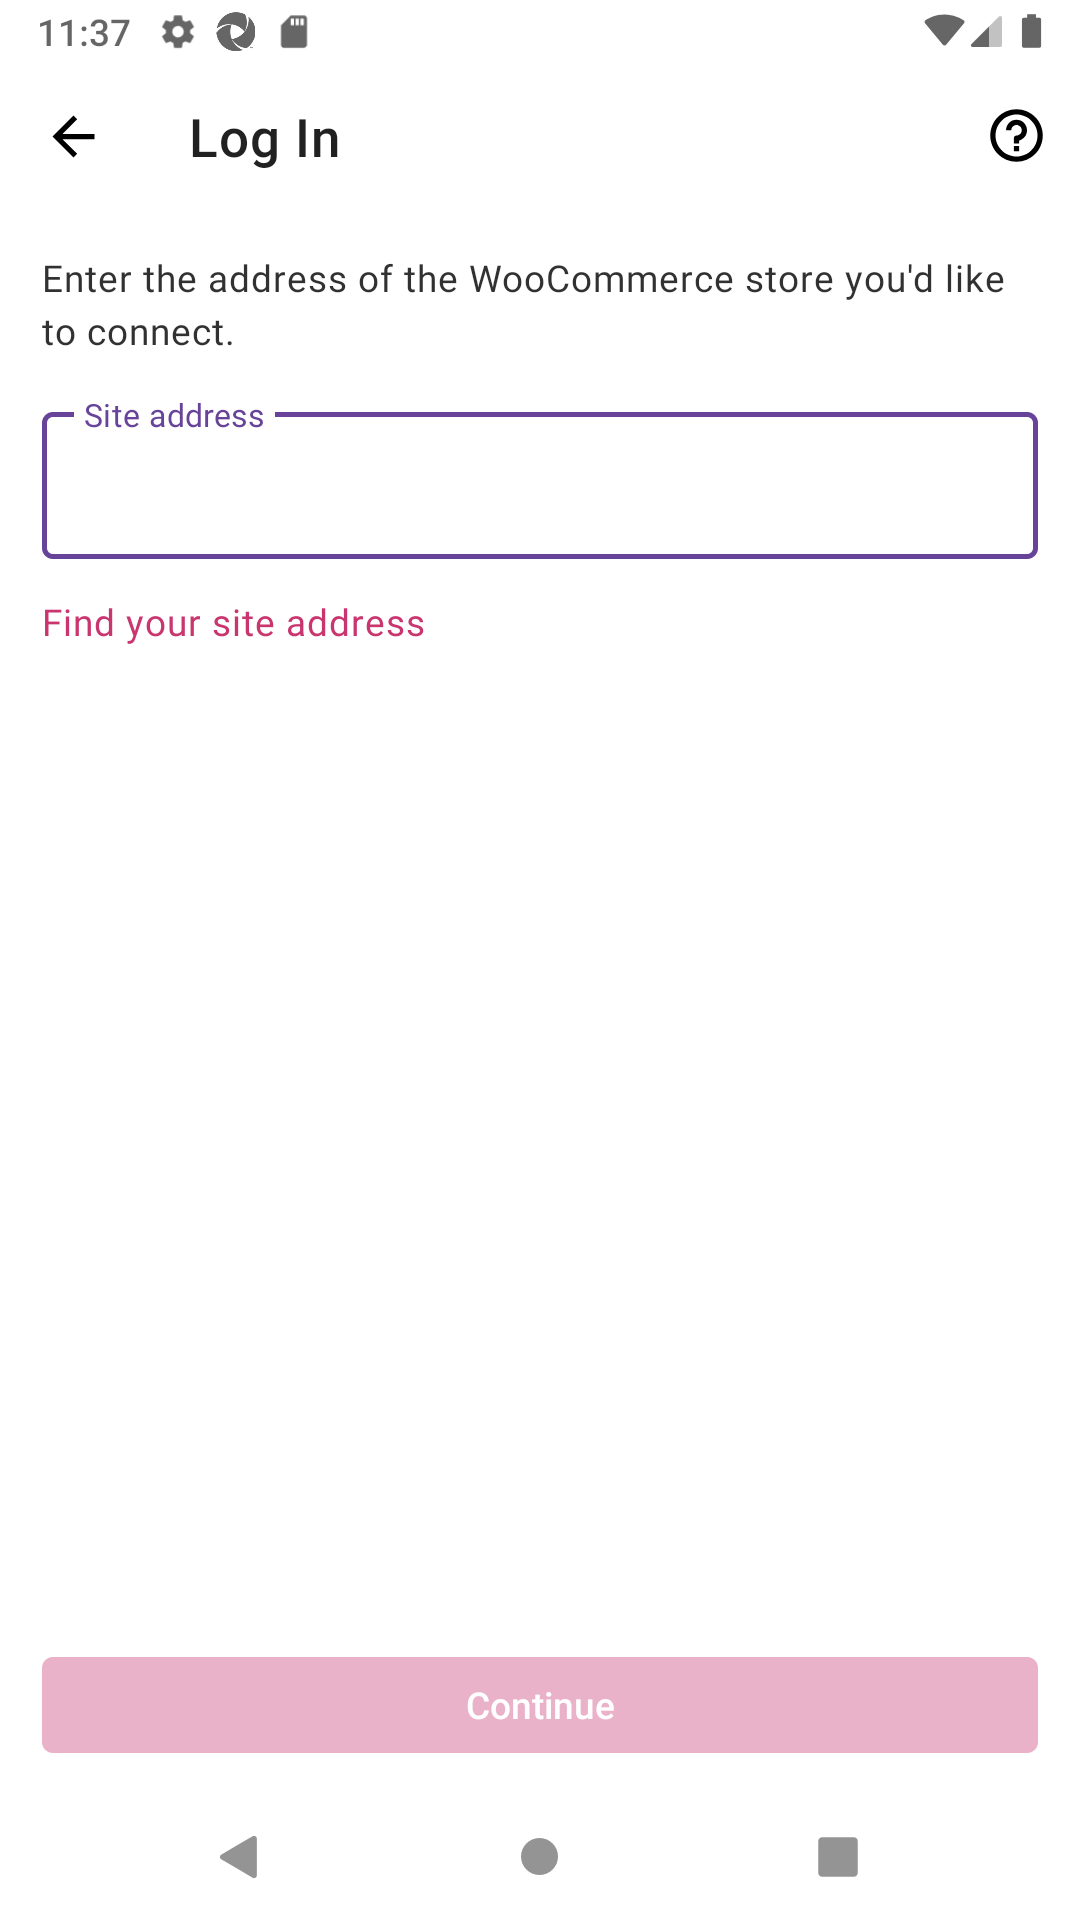 11:37
Log In
Enter the address of the WooCommerce store you'd like
to connect.
Site address
Find your site address
Continue